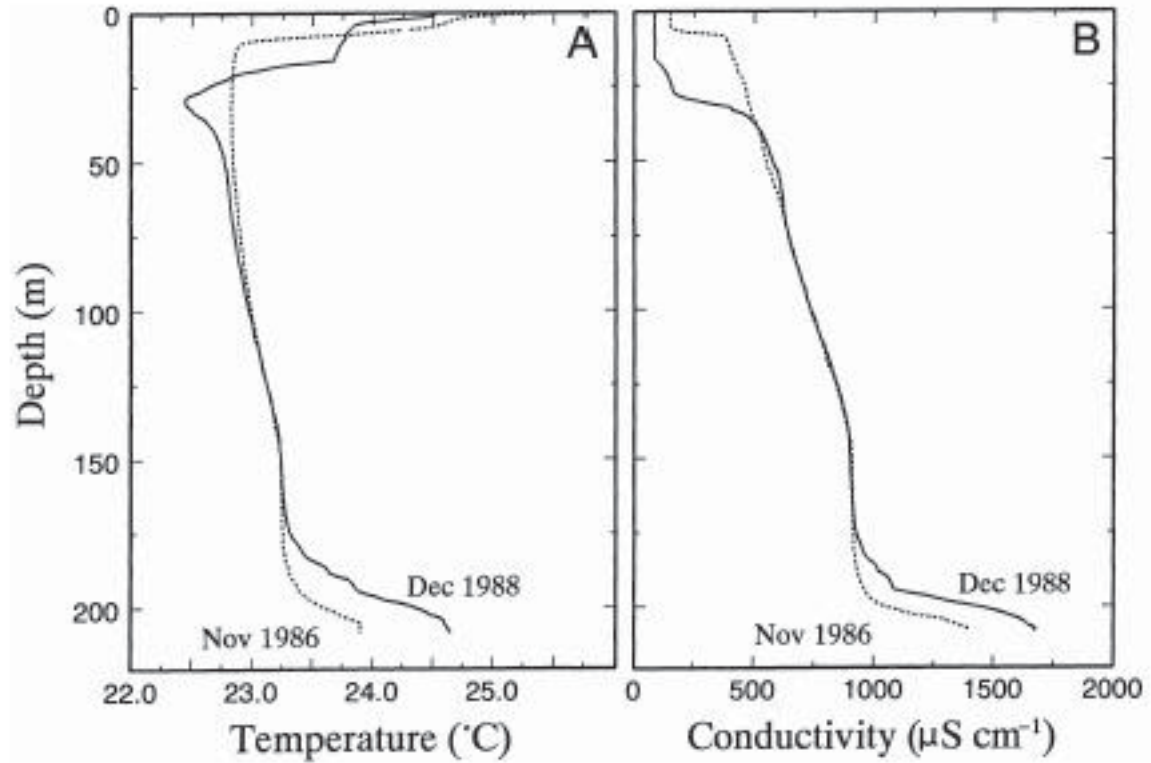 A
B
0
50
100
150
200
Depth (m)
Dec 1988
Nov 1986
Dec 1988
Nov 1986
22.0 23.0 24.0 25.0
0 500 1000 1500 2000
Temperature (°C)
Conductivity (µS cm⁻¹)